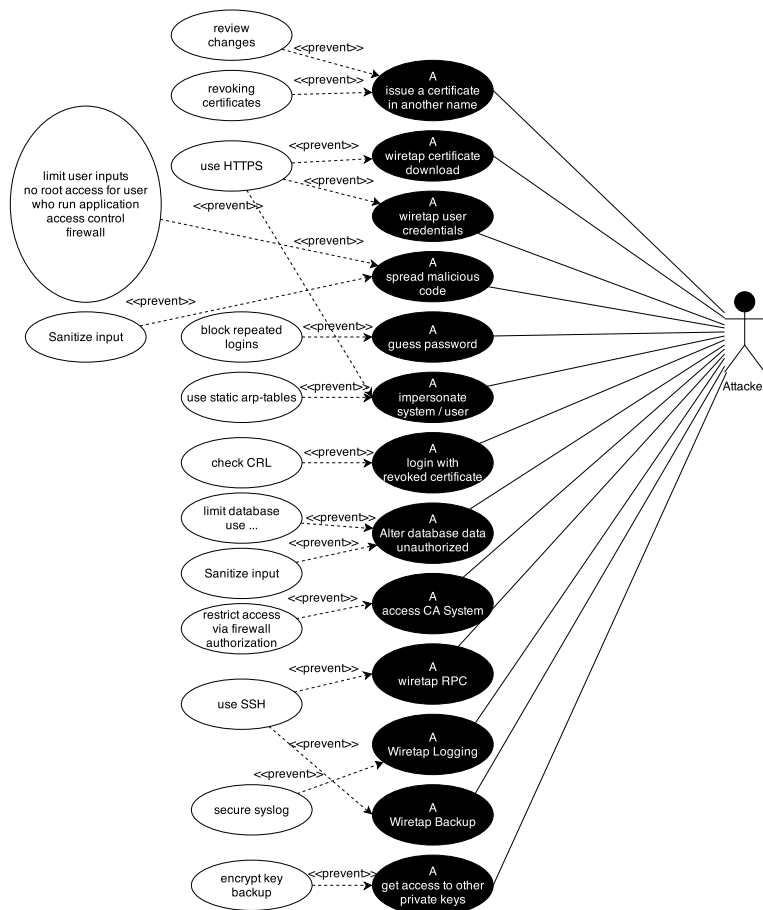 review
changes
<<prevent>>
A
issue a certificate
in another name
revoking
certificates
<<prevent>>
limit user inputs
no root access for user
who run application
access control
firewall
use HTTPS
<<prevent>>
A
wiretap certificate
download
<<prevent>>
A
wiretap user
credentials
<<prevent>>
<<prevent>>
A
spread malicious
code
<<prevent>>
Sanitize input
block repeated
logins
<<prevent>>
A
guess password
Attacke
use static arp-tables
<<prevent>>
A
impersonate
system / user
check CRL
<<prevent>>
A
login with
revoked certificate
limit database
use ...
<<prevent>>
A
Alter database data
unauthorized
<<prevent>>
Sanitize input
restrict access
via firewall
authorization
<<prevent>>
A
access CA System
use SSH
<<prevent>>
A
wiretap RPC
<<prevent>>
A
Wiretap Logging
<<prevent>>
secure syslog
A
Wiretap Backup
encrypt key
backup
<<prevent>>
A
get access to other
private keys